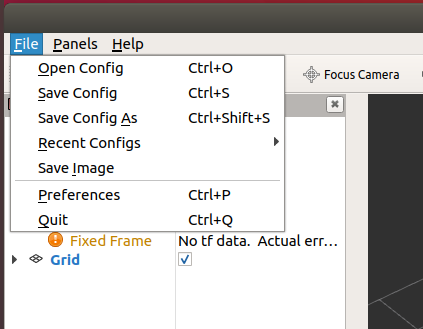 File Panels Help
Open Config Ctrl+O
Save Config Ctrl+S
Focus Camera
Save Config As Ctrl+Shift+S
Recent Configs
Save Image
Preferences Ctrl+P
Quit Ctrl+Q
Fixed Frame No tf data. Actual err...
Grid